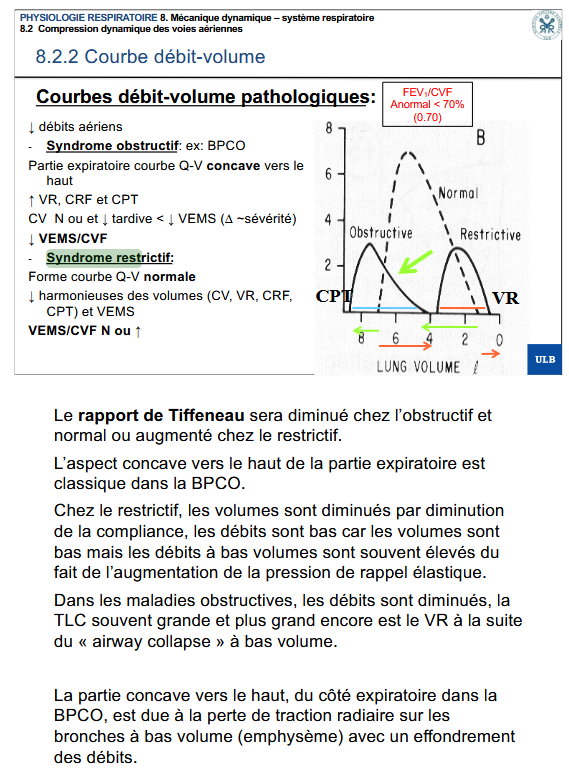 PHYSIOLOGIE RESPIRATOIRE 8. Mécanique dynamique – système respiratoire
8.2 Compression dynamique des voies aériennes
8.2.2 Courbe débit-volume
Courbes débit-volume pathologiques:
FEV₁/CVF
Anormal < 70%
(0.70)
↓ débits aériens
- Syndrome obstructif: ex: BPCO
Partie expiratoire courbe Q-V concave vers le
haut
↑ VR, CRF et CPT
CV N ou et ↓ tardive < ↓ VEMS (Δ ~sévérité)
↓ VEMS/CVF
- Syndrome restrictif:
Forme courbe Q-V normale
↓ harmonieuses des volumes (CV, VR, CRF,
CPT) et VEMS
VEMS/CVF N ou ↑
8
B
6
Normal
4
Obstructive
Restrictive
2
CPT
VR
8 6 4 2 0
LUNG VOLUME ℓ
ULB
Le rapport de Tiffeneau sera diminué chez l'obstructif et
normal ou augmenté chez le restrictif.
L'aspect concave vers le haut de la partie expiratoire est
classique dans la BPCO.
Chez le restrictif, les volumes sont diminués par diminution
de la compliance, les débits sont bas car les volumes sont
bas mais les débits à bas volumes sont souvent élevés du
fait de l'augmentation de la pression de rappel élastique.
Dans les maladies obstructives, les débits sont diminués, la
TLC souvent grande et plus grand encore est le VR à la suite
du « airway collapse » à bas volume.
La partie concave vers le haut, du côté expiratoire dans la
BPCO, est due à la perte de traction radiaire sur les
bronches à bas volume (emphysème) avec un effondrement
des débits.